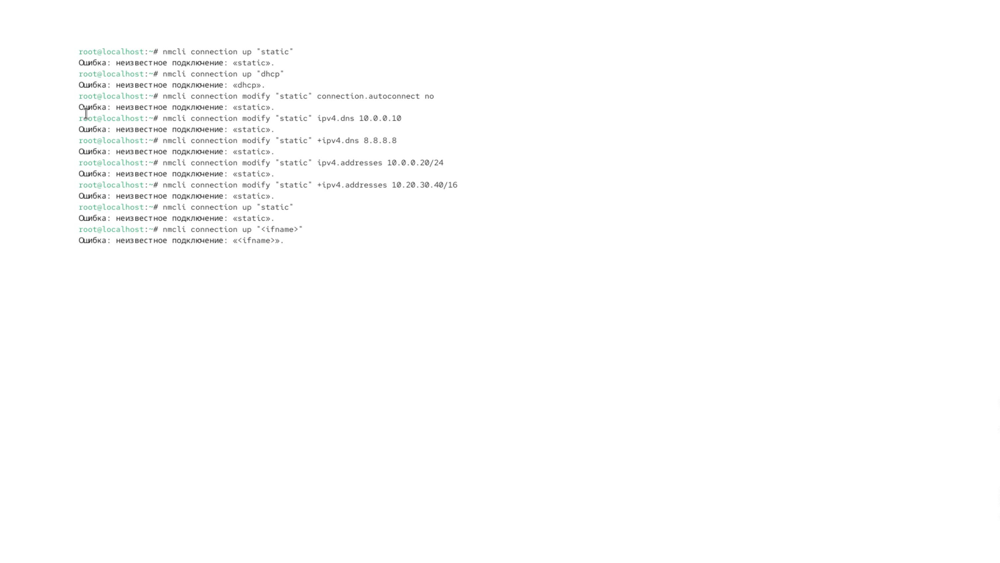 root@localhost:~# nmcli connection up "static"
Ошибка: неизвестное подключение: «static».
root@localhost:~# nmcli connection up "dhcp"
Ошибка: неизвестное подключение: «dhcp».
root@localhost:~# nmcli connection modify "static" connection.autoconnect no
Ошибка: неизвестное подключение: «static».
root@localhost:~# nmcli connection modify "static" ipv4.dns 10.0.0.10
Ошибка: неизвестное подключение: «static».
root@localhost:~# nmcli connection modify "static" +ipv4.dns 8.8.8.8
Ошибка: неизвестное подключение: «static».
root@localhost:~# nmcli connection modify "static" ipv4.addresses 10.0.0.20/24
Ошибка: неизвестное подключение: «static».
root@localhost:~# nmcli connection modify "static" +ipv4.addresses 10.20.30.40/16
Ошибка: неизвестное подключение: «static».
root@localhost:~# nmcli connection up "static"
Ошибка: неизвестное подключение: «static».
root@localhost:~# nmcli connection up "<ifname>"
Ошибка: неизвестное подключение: «<ifname>».